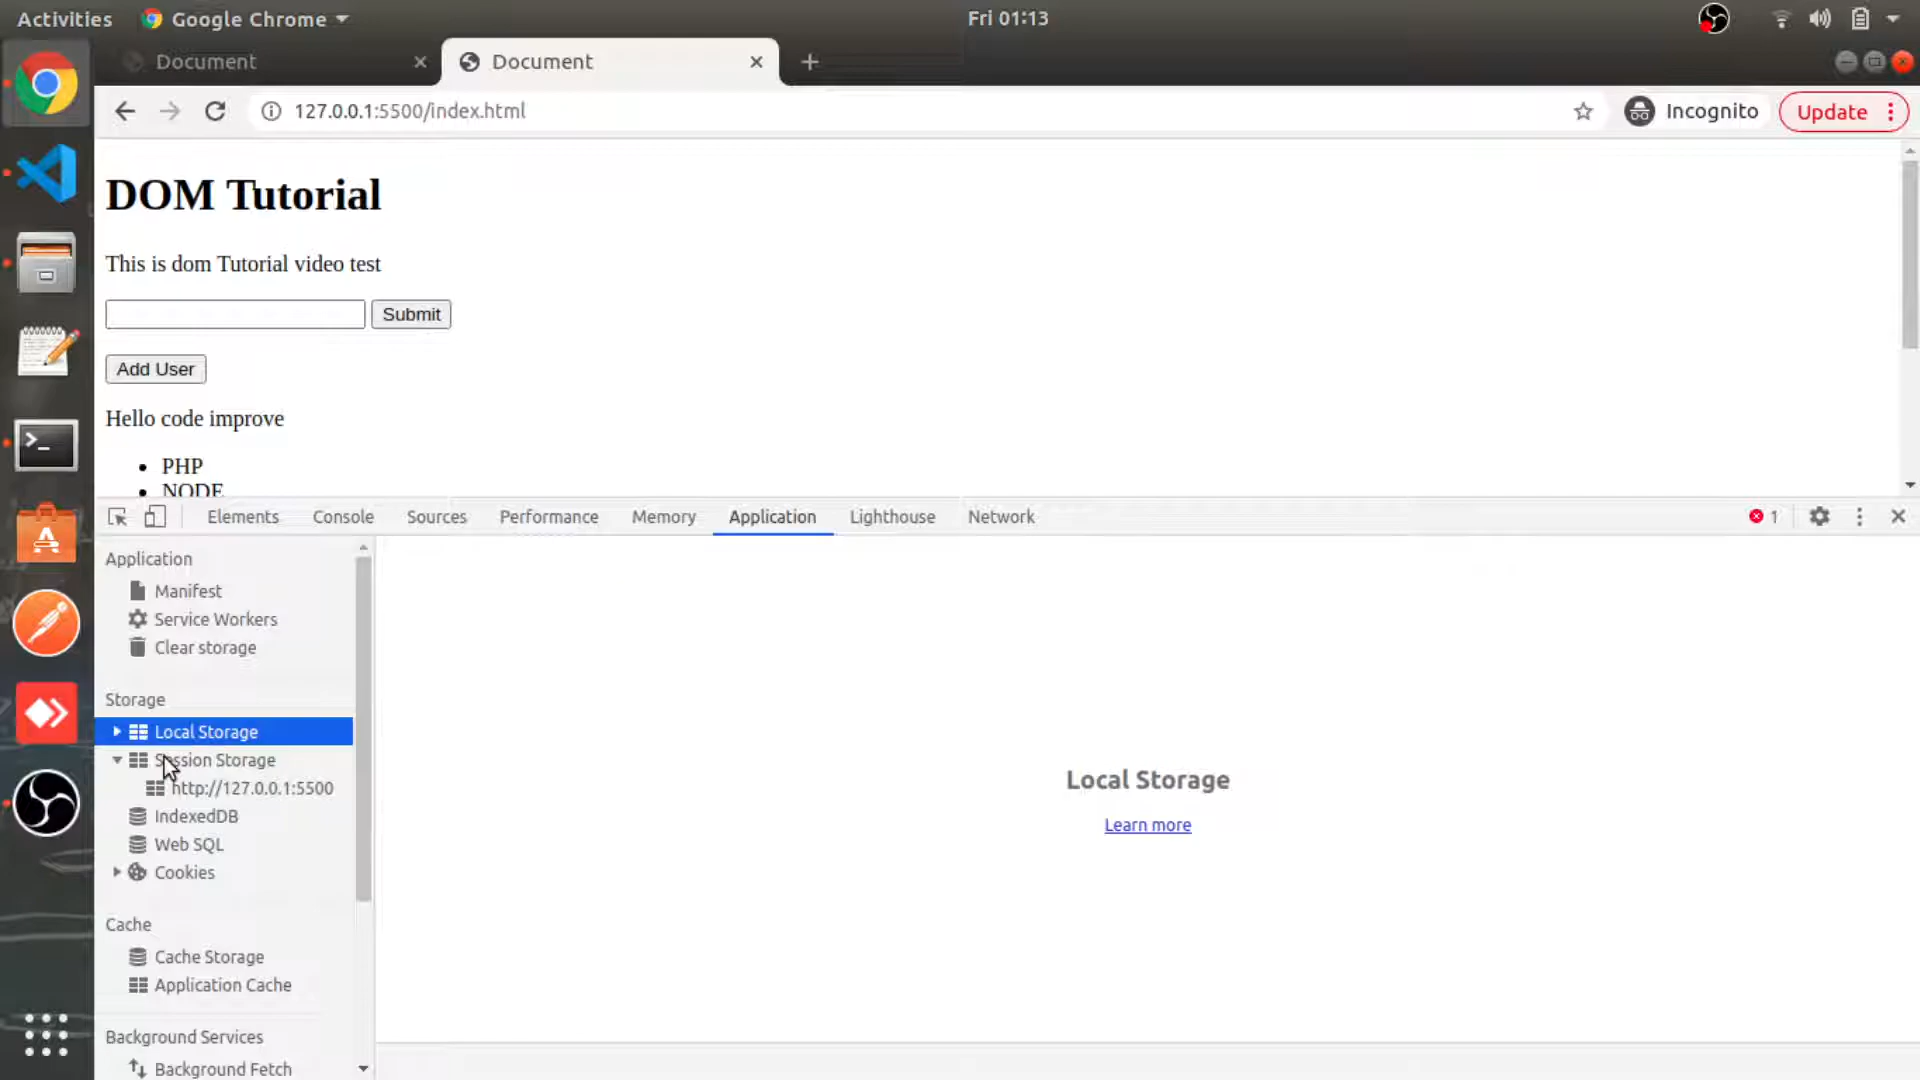 Activities Google Chrome Fri 01:13
Document Document
127.0.0.1:5500/index.html Incognito Update
DOM Tutorial
This is dom Tutorial video test
Submit
Add User
Hello code improve
PHP
NODE
Elements Console Sources Performance Memory Application Lighthouse Network 1
Application
Manifest
Service Workers
Clear storage
Storage
Local Storage
Session Storage
http://127.0.0.1:5500
IndexedDB
Web SQL
Cookies
Cache
Cache Storage
Application Cache
Background Services
Background Fetch
Local Storage
Learn more